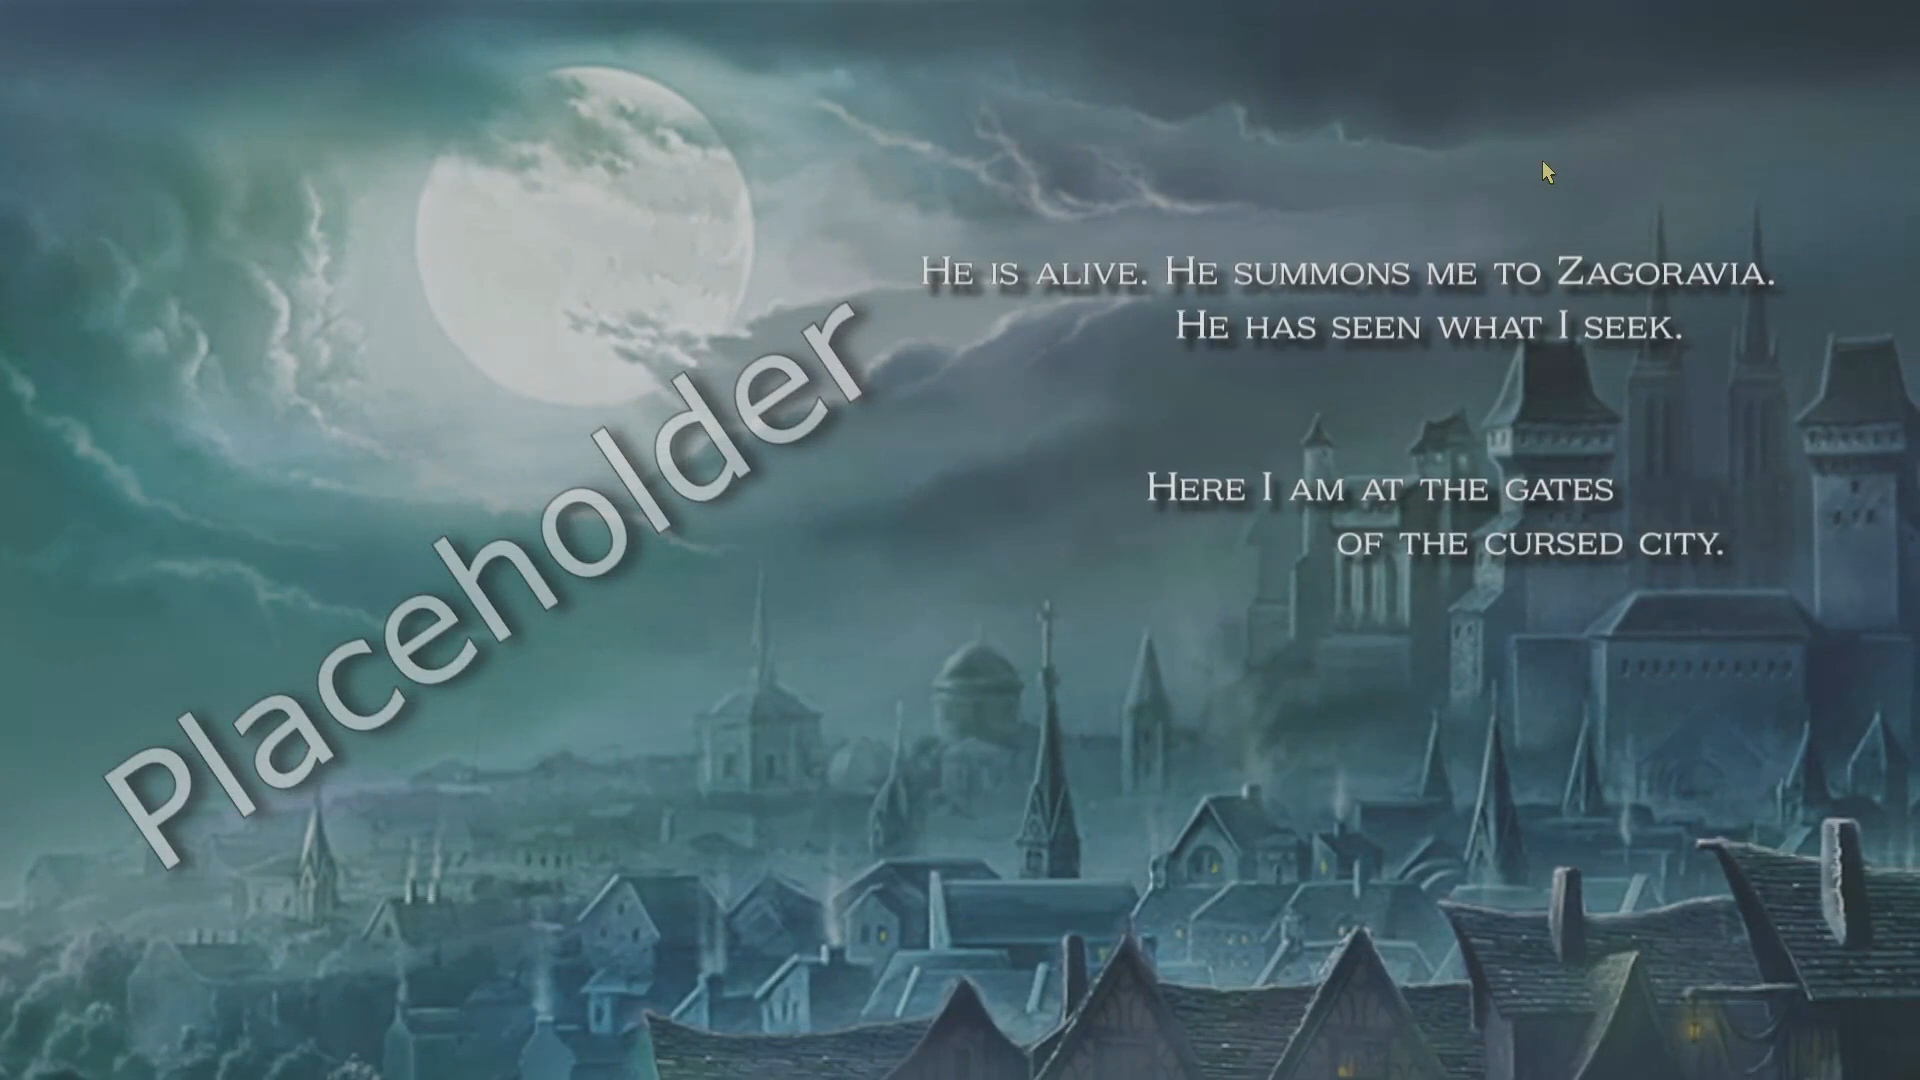 He is alive. He summons me to Zagoravia.
He has seen what I seek.
Here I am at the gates
of the cursed city.
Placeholder